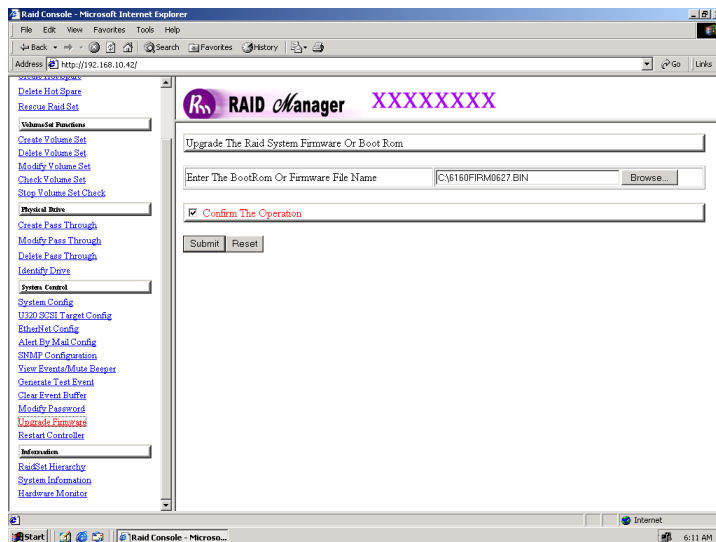 Raid Console - Microsoft Internet Explorer
File Edit View Favorites Tools Help
Back Search Favorites History
Address http://192.168.10.42/ Go Links
Create Hot Spare
Delete Hot Spare
Rescue Raid Set
VolumeSet Functions
Create Volume Set
Delete Volume Set
Modify Volume Set
Check Volume Set
Stop Volume Set Check
Physical Drive
Create Pass Through
Modify Pass Through
Delete Pass Through
Identify Drive
System Control
System Config
U320 SCSI Target Config
EtherNet Config
Alert By Mail Config
SNMP Configuration
View Events/Mute Beeper
Generate Test Event
Clear Event Buffer
Modify Password
Upgrade Firmware
Restart Controller
Information
RaidSet Hierarchy
System Information
Hardware Monitor
RAID Manager XXXXXXXX
Upgrade The Raid System Firmware Or Boot Rom
Enter The BootRom Or Firmware File Name C:\6160FIRM0627.BIN Browse...
Confirm The Operation
Submit Reset
Internet
Start Raid Console - Microso... 6:11 AM